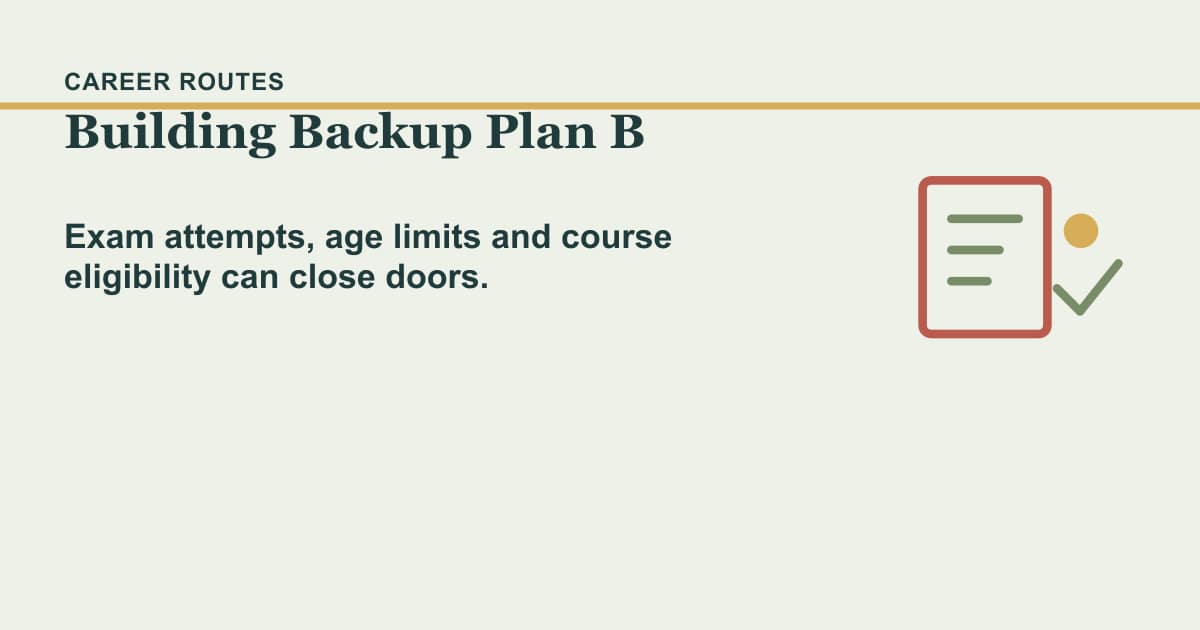 CAREER ROUTES
Building Backup Plan B
Exam attempts, age limits and course
eligibility can close doors.